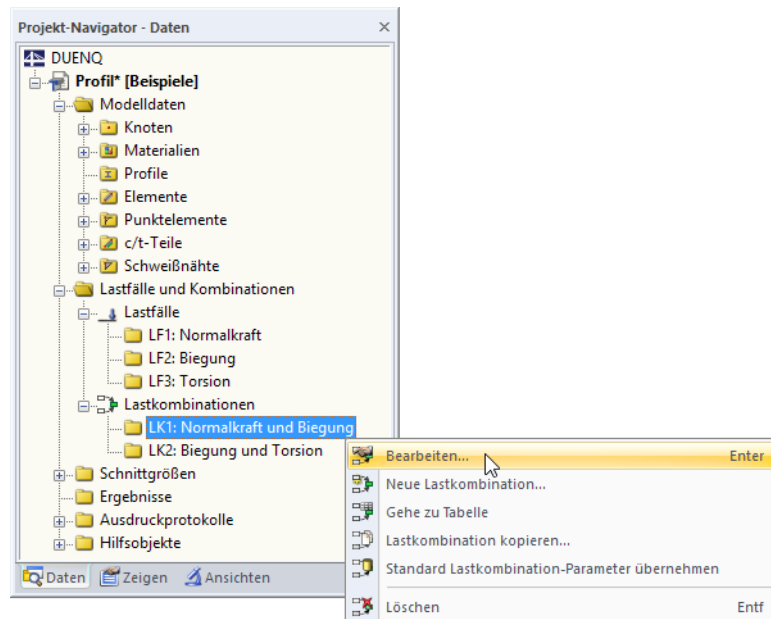 Projekt-Navigator - Daten
DUENQ
Profil* [Beispiele]
Modelldaten
Knoten
Materialien
Profile
Elemente
Punktelemente
c/t-Teile
Schweißnähte
Lastfälle und Kombinationen
Lastfälle
LF1: Normalkraft
LF2: Biegung
LF3: Torsion
Lastkombinationen
LK1: Normalkraft und Biegung
LK2: Biegung und Torsion
Schnittgrößen
Ergebnisse
Ausdruckprotokolle
Hilfsobjekte
Daten Zeigen Ansichten
Bearbeiten... Enter
Neue Lastkombination...
Gehe zu Tabelle
Lastkombination kopieren...
Standard Lastkombination-Parameter übernehmen
Löschen Entf